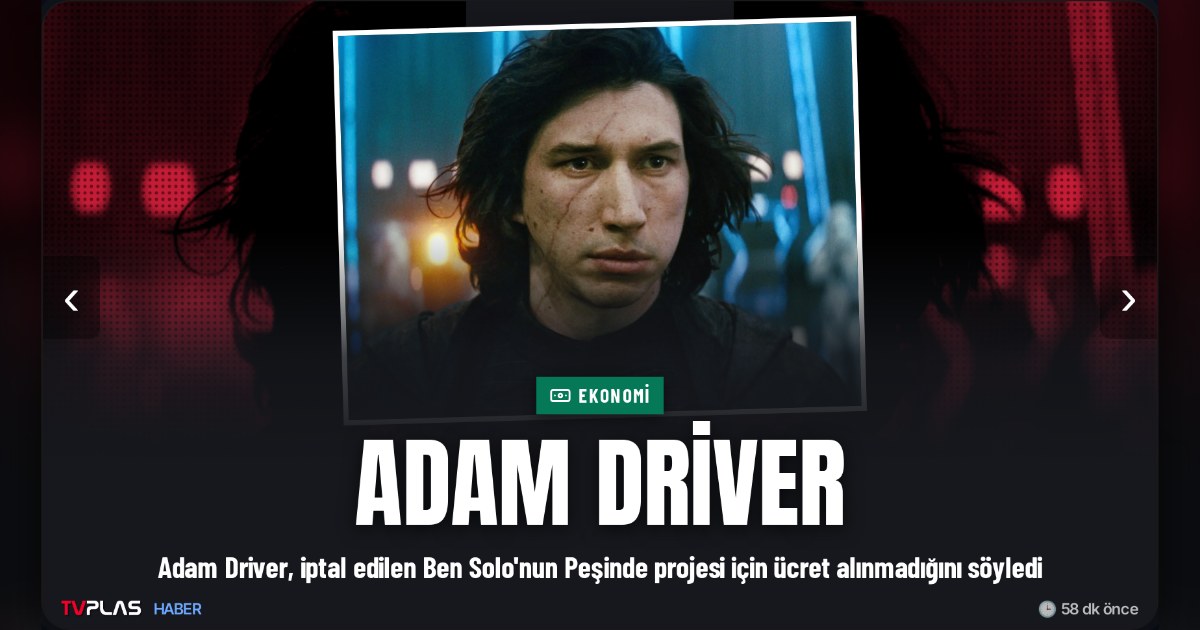 EKONOMİ
ADAM DRİVER
Adam Driver, iptal edilen Ben Solo'nun Peşinde projesi için ücret alınmadığını söyledi
TVPLAS HABER
58 dk önce